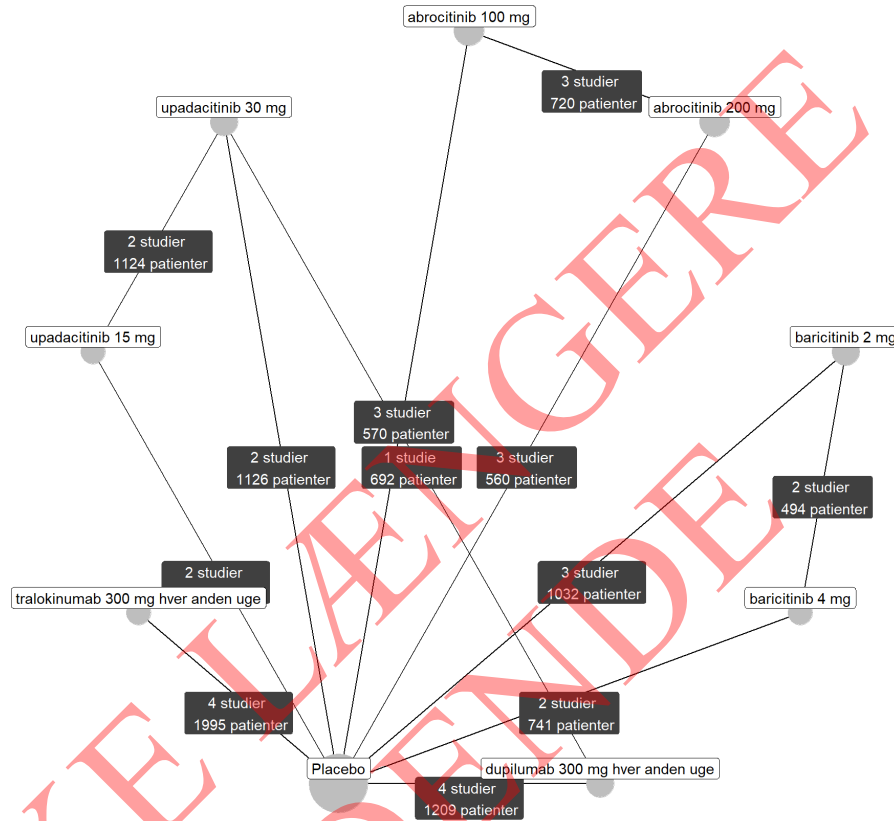 abrocitinib 100 mg
3 studier
720 patienter
upadacitinib 30 mg
abrocitinib 200 mg
2 studier
1124 patienter
upadacitinib 15 mg
baricitinib 2 mg
3 studier
570 patienter
2 studier
1126 patienter
1 studie
692 patienter
3 studier
560 patienter
2 studier
494 patienter
2 studier
tralokinumab 300 mg hver anden uge
3 studier
1032 patienter
baricitinib 4 mg
4 studier
1995 patienter
2 studier
741 patienter
Placebo
dupilumab 300 mg hver anden uge
4 studier
1209 patienter
LÆNGERE